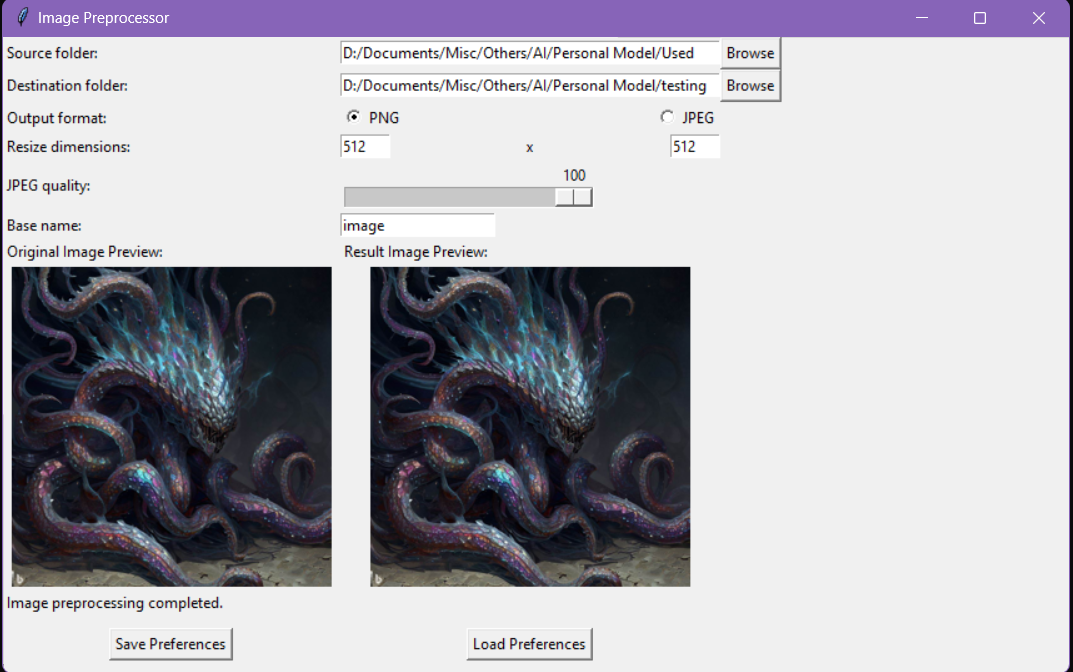 Image Preprocessor
Source folder: D:/Documents/Misc/Others/AI/Personal Model/Used Browse
Destination folder: D:/Documents/Misc/Others/AI/Personal Model/testing Browse
Output format: PNG JPEG
Resize dimensions: 512 x 512
100
JPEG quality:
Base name: image
Original Image Preview: Result Image Preview:
Image preprocessing completed.
Save Preferences Load Preferences